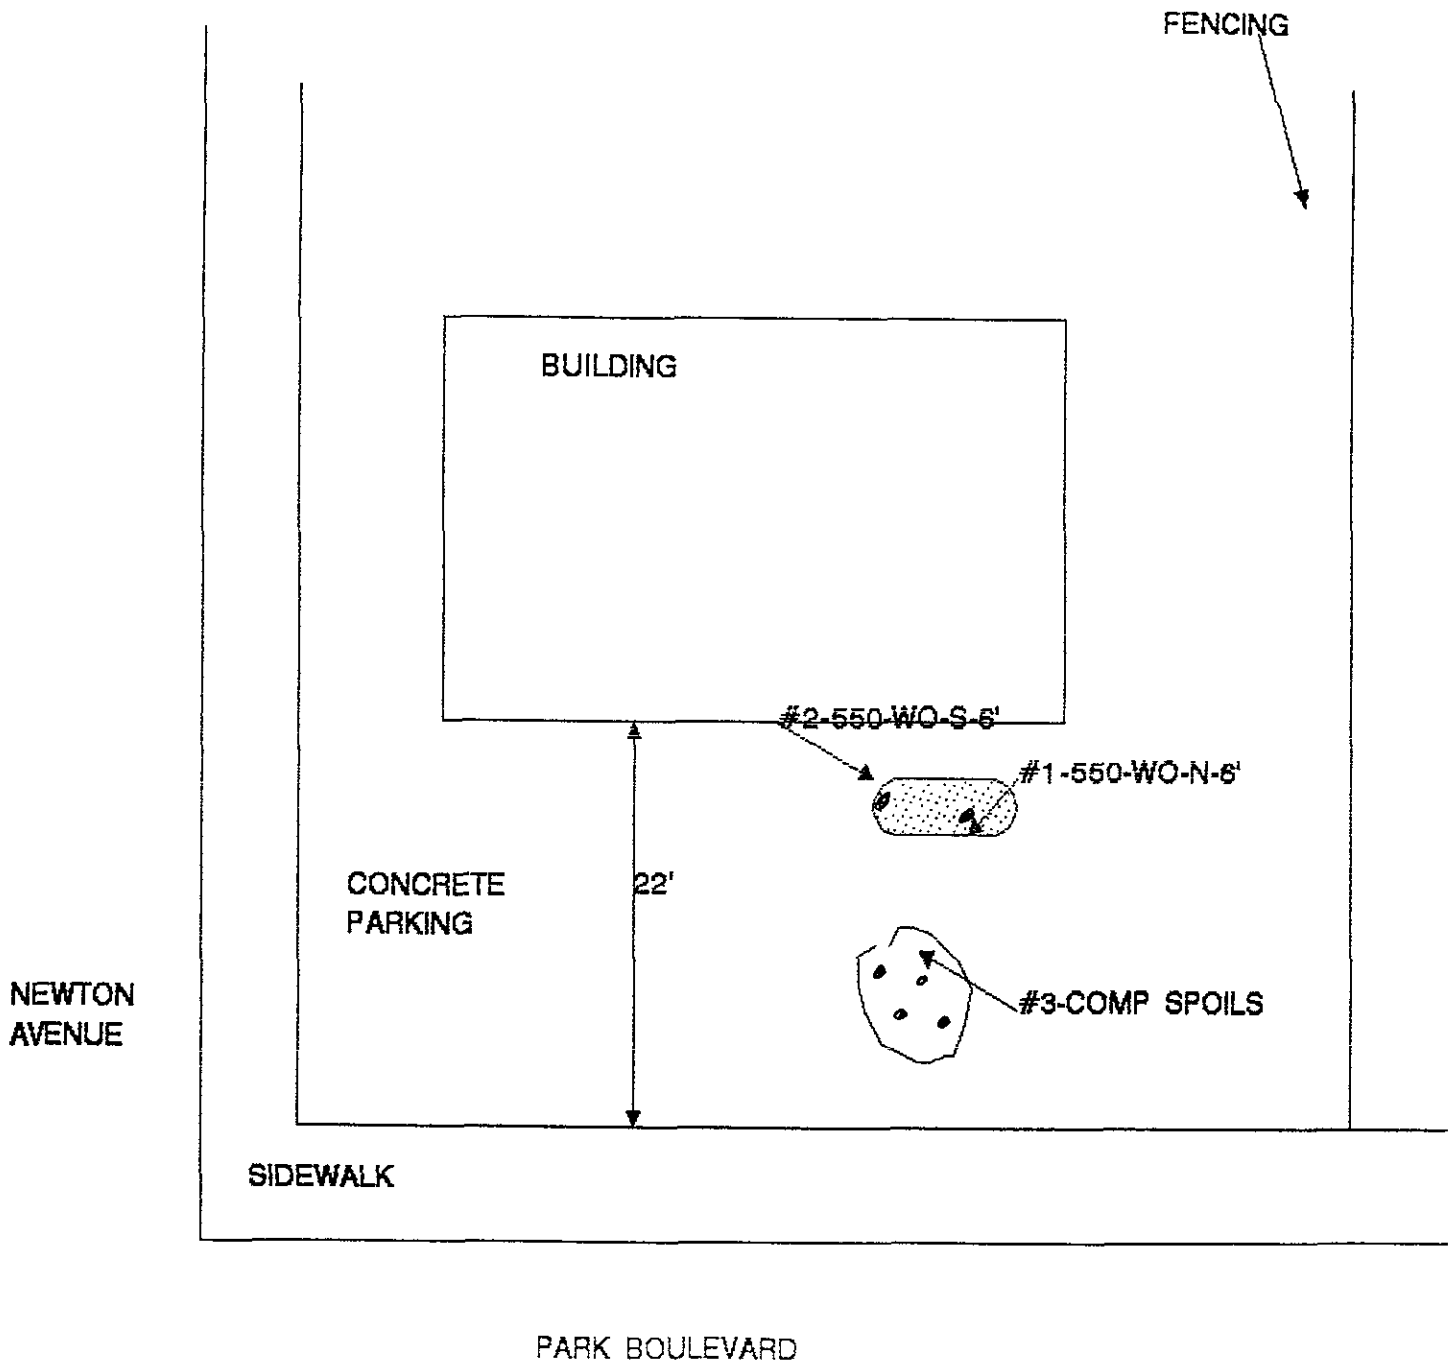 FENCING
BUILDING
#2-550-WO-S-6'
#1-550-WO-N-6'
CONCRETE
PARKING
22'
NEWTON
AVENUE
#3-COMP SPOILS
SIDEWALK
PARK BOULEVARD